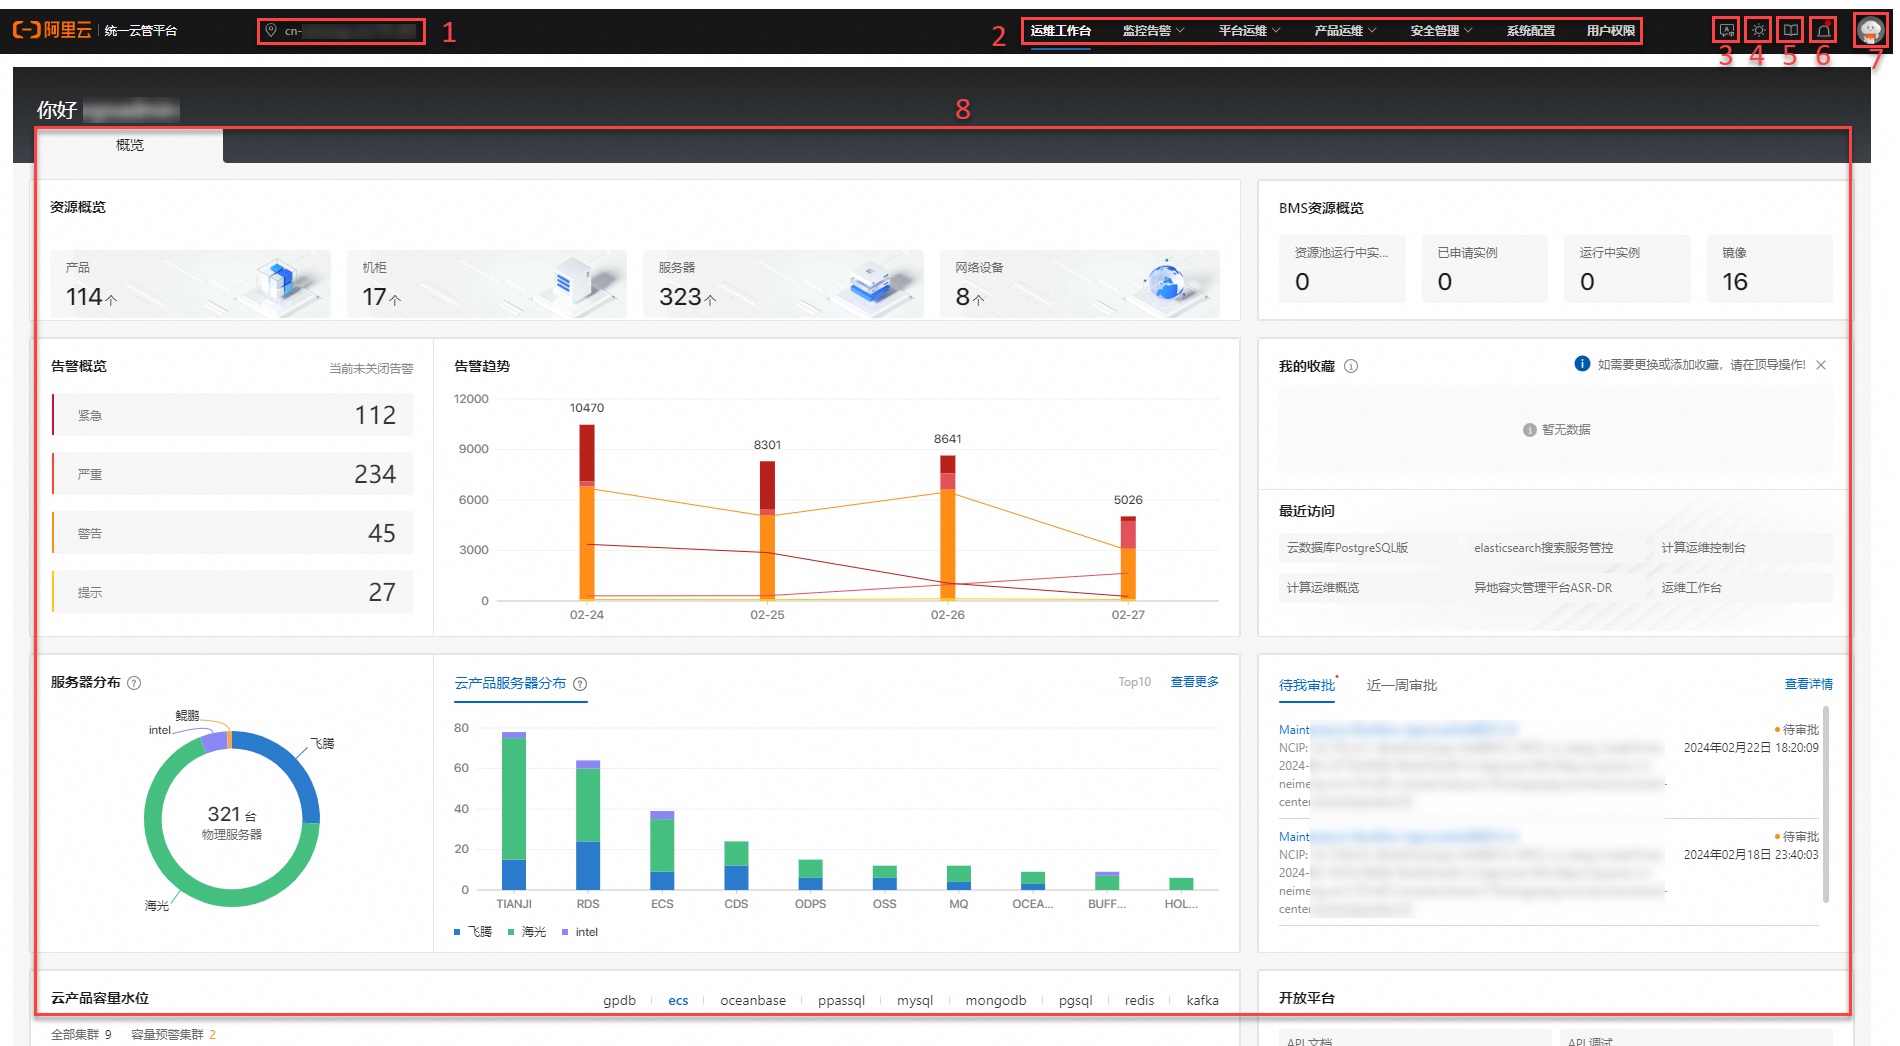 阿里云 | 统一云管平台
cn-
1
2
运维工作台
监控告警
平台运维
产品运维
安全管理
系统配置
用户权限
3
4
5
6
7
你好
8
概览
资源概览
产品
114个
机柜
17个
服务器
323个
网络设备
8个
BMS资源概览
资源池运行中实...
0
已申请实例
0
运行中实例
0
镜像
16
告警概览
当前未关闭告警
紧急
112
严重
234
警告
45
提示
27
告警趋势
12000
9000
6000
3000
0
10470
8301
8641
5026
02-24
02-25
02-26
02-27
我的收藏
如需要更换或添加收藏，请在顶导操作!
暂无数据
最近访问
云数据库PostgreSQL版
elasticsearch搜索服务管控
计算运维控制台
计算运维概览
异地容灾管理平台ASR-DR
运维工作台
服务器分布
鲲鹏
intel
飞腾
321 台
物理服务器
海光
云产品服务器分布
Top10
查看更多
80
60
40
20
0
TIANJI
RDS
ECS
CDS
ODPS
OSS
MQ
OCEA...
BUFF...
HOL...
飞腾
海光
intel
待我审批
近一周审批
查看详情
Maint
待审批
NCIP:
2024年02月22日 18:20:09
2024-
neime
center
Maint
待审批
NCIP:
2024年02月18日 23:40:03
2024-
neime
center
云产品容量水位
gpdb
ecs
oceanbase
ppassql
mysql
mongodb
pgsql
redis
kafka
全部集群 9
容量预警集群 2
开放平台
API 文档
API 调试